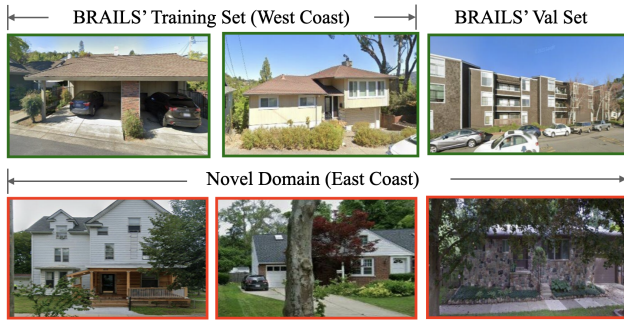 BRAILS’ Training Set (West Coast) BRAILS’ Val Set
Novel Domain (East Coast)